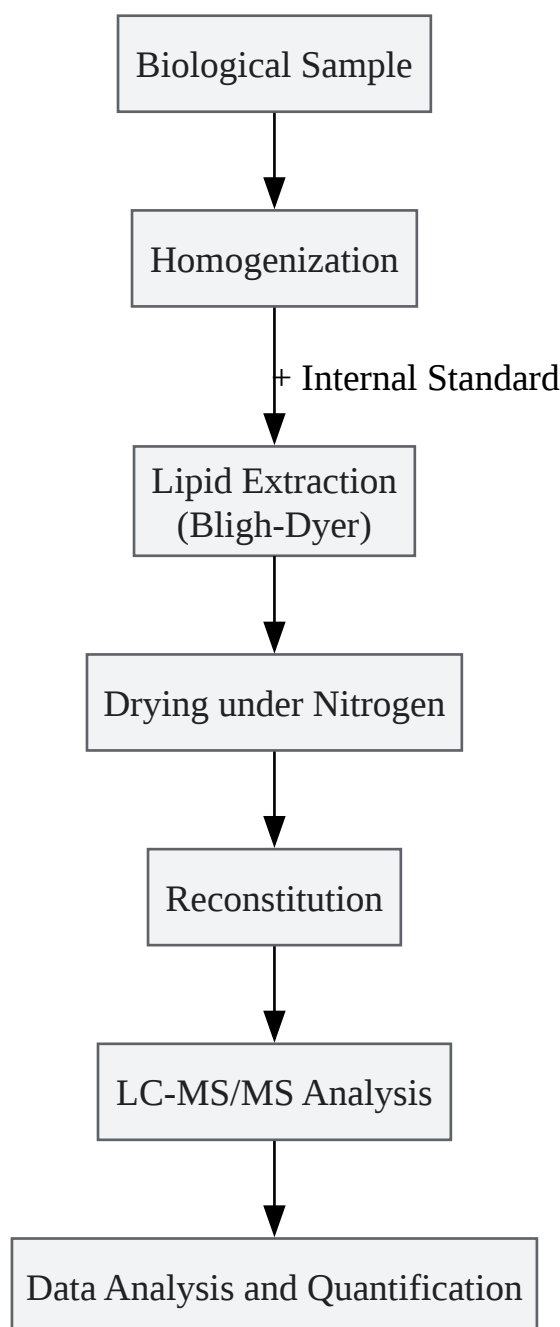 Biological Sample
Homogenization
+ Internal Standard
Lipid Extraction
(Bligh-Dyer)
Drying under Nitrogen
Reconstitution
LC-MS/MS Analysis
Data Analysis and Quantification